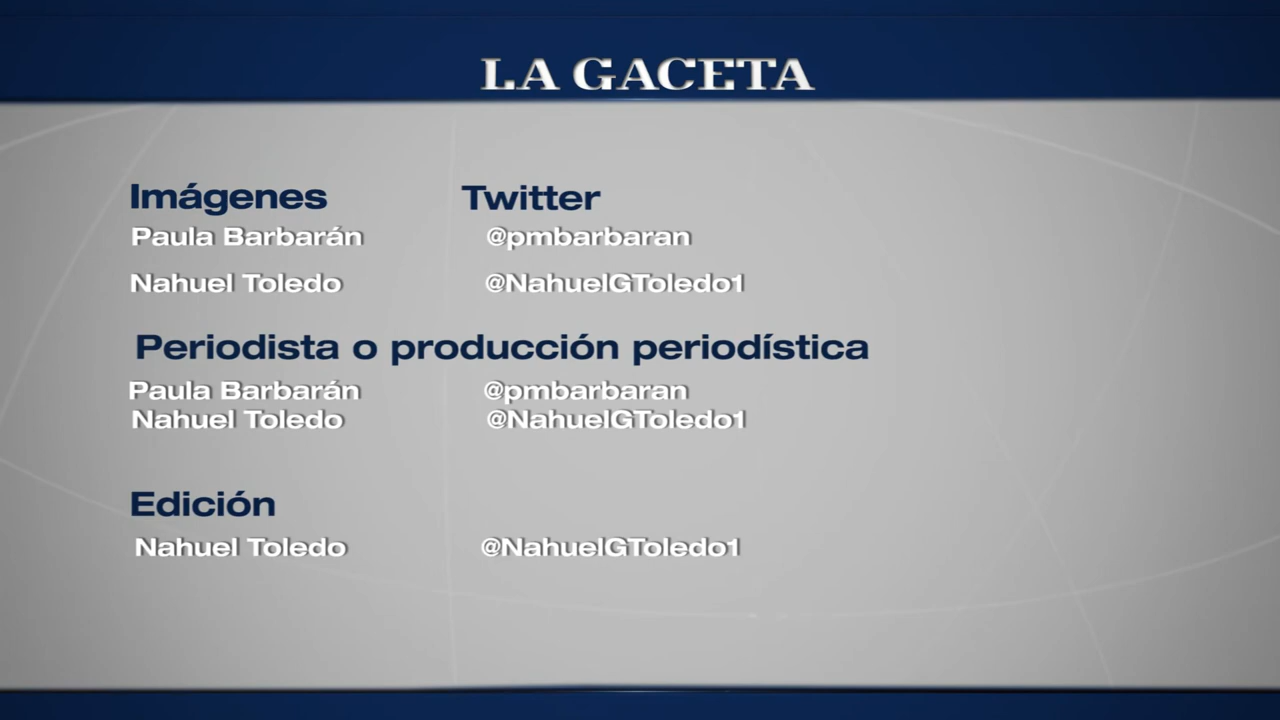 LA GACETA
Imágenes Twitter
Paula Barbarán @pmbarbaran
Nahuel Toledo @NahuelGToledo1
Periodista o producción periodística
Paula Barbarán @pmbarbaran
Nahuel Toledo @NahuelGToledo1
Edición
Nahuel Toledo @NahuelGToledo1